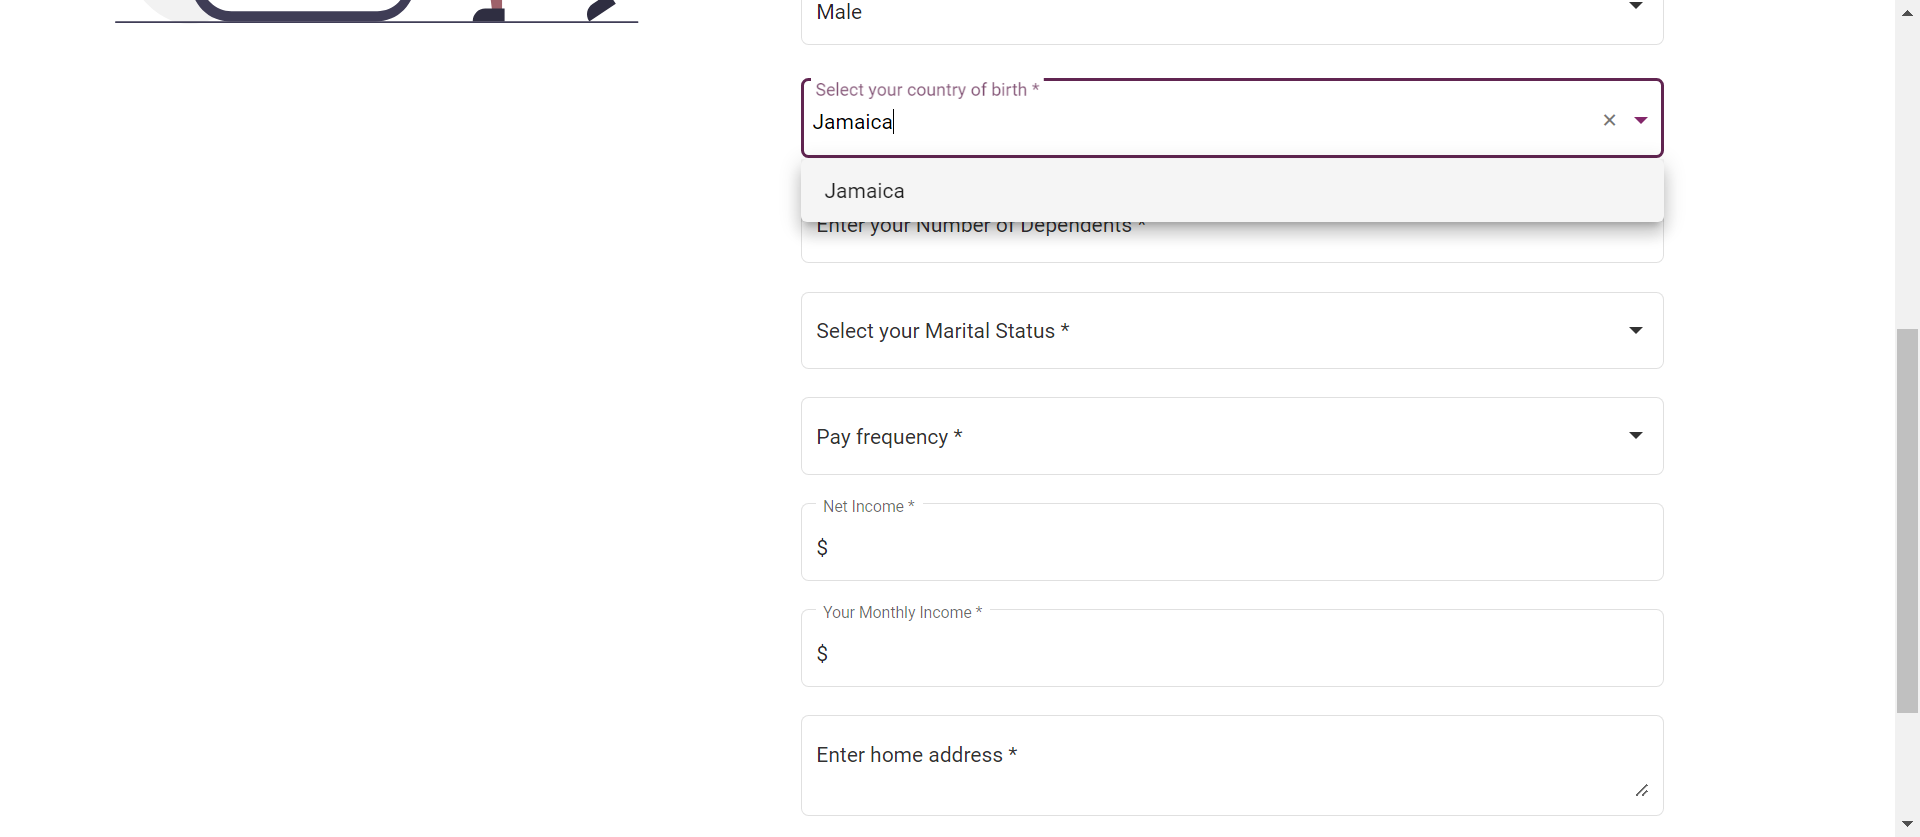 Male
Select your country of birth *
Jamaica
Jamaica
Enter your Number of Dependents *
Select your Marital Status *
Pay frequency *
Net Income *
$
Your Monthly Income *
$
Enter home address *